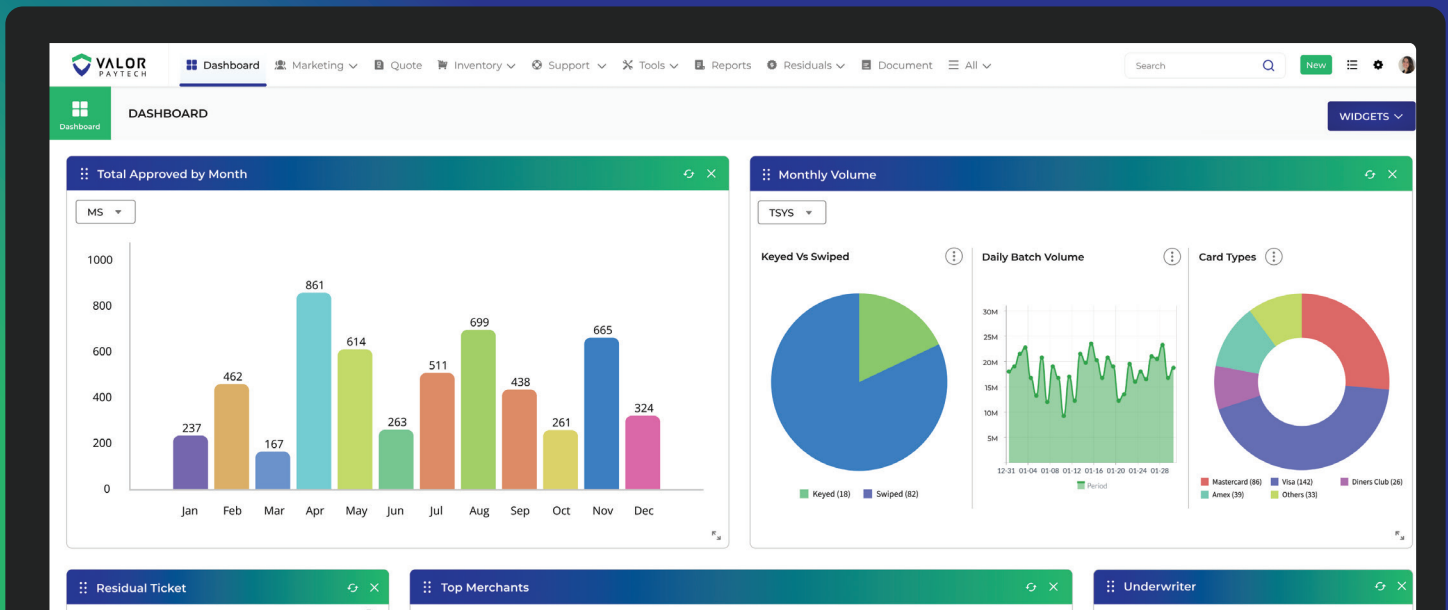 VALOR
PAYTECH
Dashboard Marketing Quote Inventory Support Tools Reports Residuals Document All
Search
New
Dashboard
DASHBOARD
WIDGETS
Total Approved by Month
MS
1000
800
600
400
200
0
237
462
167
861
614
263
511
699
438
261
665
324
Jan Feb Mar Apr May Jun Jul Aug Sep Oct Nov Dec
Monthly Volume
TSYS
Keyed Vs Swiped
Keyed (18) Swiped (82)
Daily Batch Volume
30M
25M
20M
15M
10M
5M
12-31 01-04 01-08 01-12 01-16 01-20 01-24 01-28
Period
Card Types
Mastercard (86) Visa (142) Diners Club (26)
Amex (39) Others (33)
Residual Ticket
Top Merchants
Underwriter